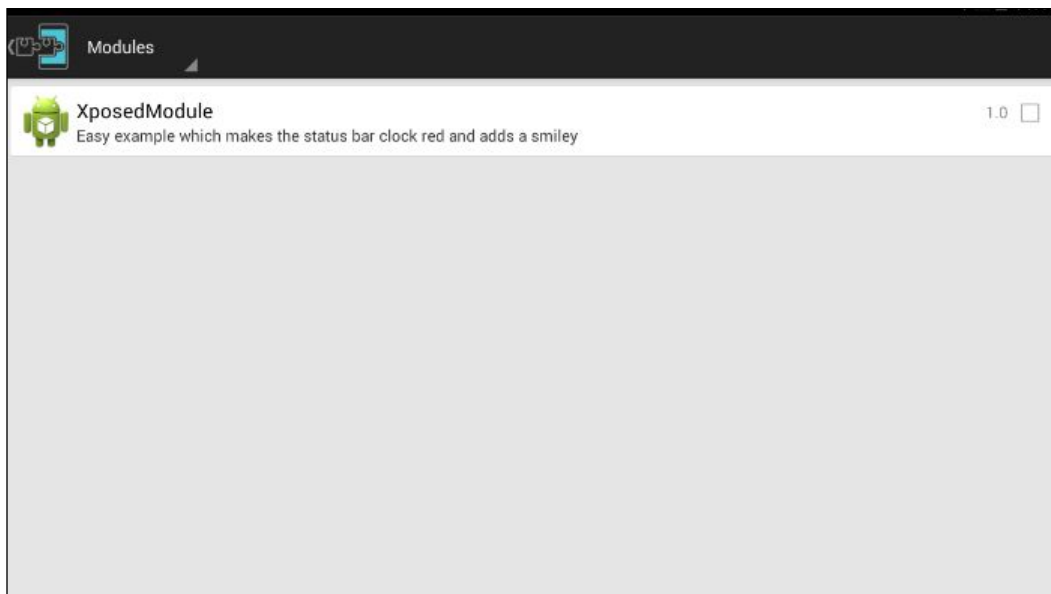 Modules
XposedModule
1.0
Easy example which makes the status bar clock red and adds a smiley